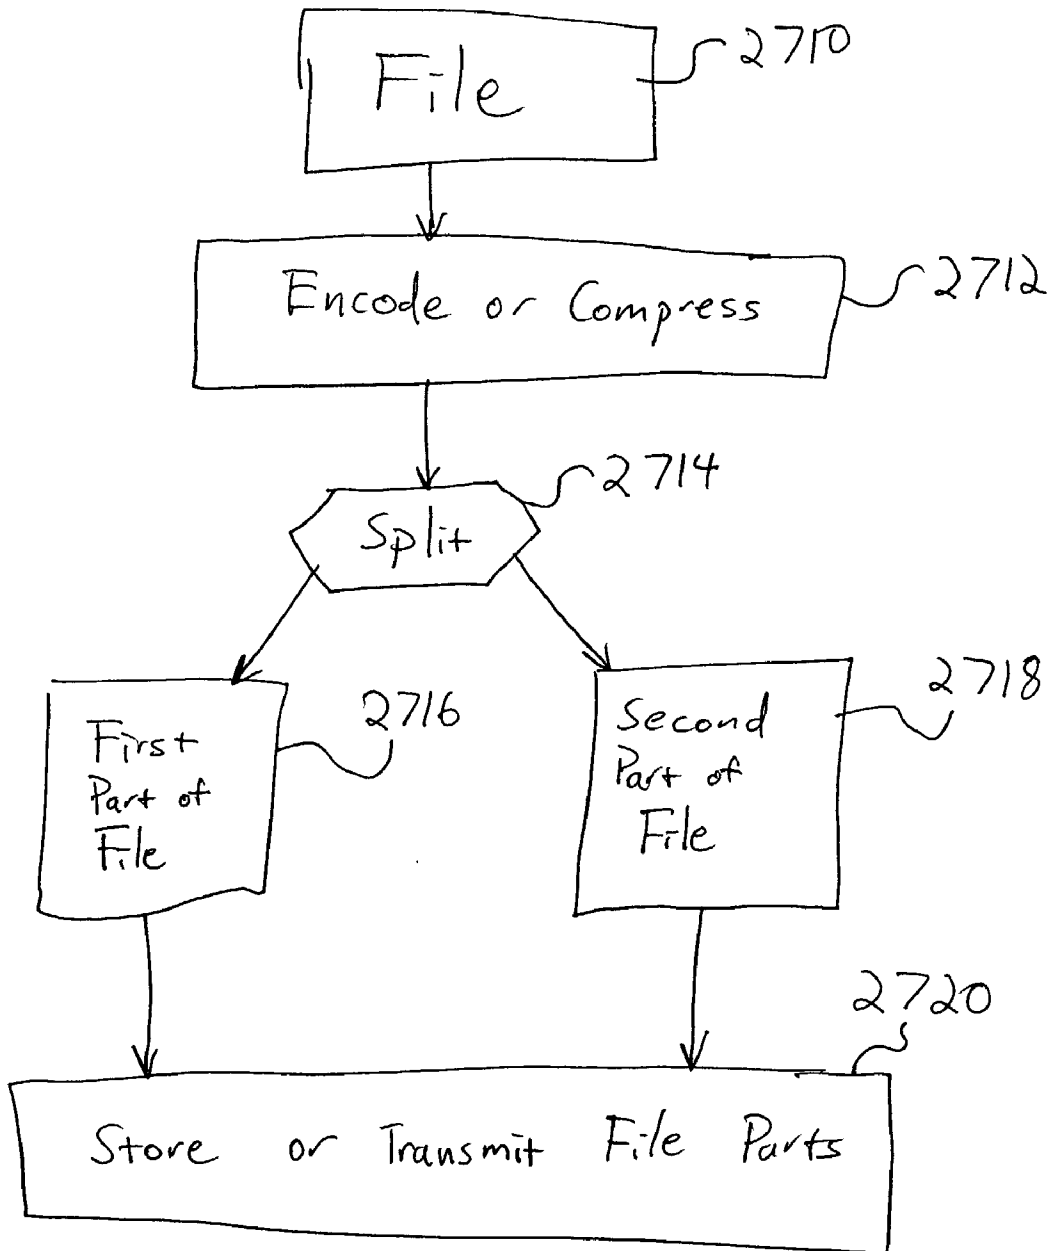 File
2710
Encode or Compress
2712
Split
2714
First
Part of
File
2716
Second
Part of
File
2718
2720
Store or Transmit File Parts